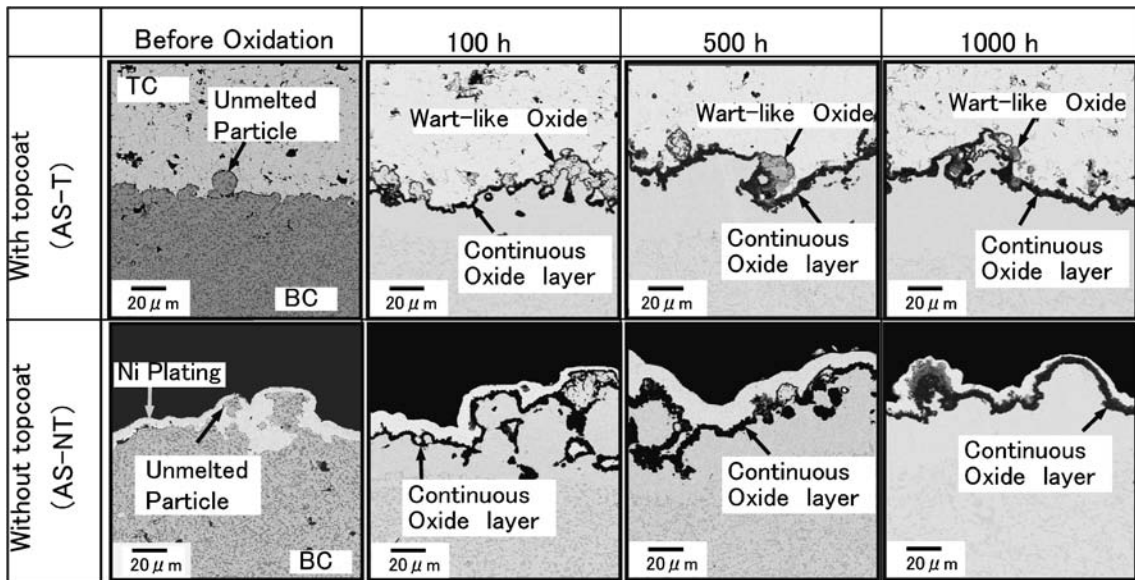 Before Oxidation
100 h
500 h
1000 h
With topcoat
(AS-T)
TC
Unmelted
Particle
BC
20 μm
Wart-like Oxide
Continuous
Oxide layer
20 μm
Wart-like Oxide
Continuous
Oxide layer
20 μm
Wart-like Oxide
Continuous
Oxide layer
20 μm
Without topcoat
(AS-NT)
Ni Plating
Unmelted
Particle
BC
20 μm
Continuous
Oxide layer
20 μm
Continuous
Oxide layer
20 μm
Continuous
Oxide layer
20 μm